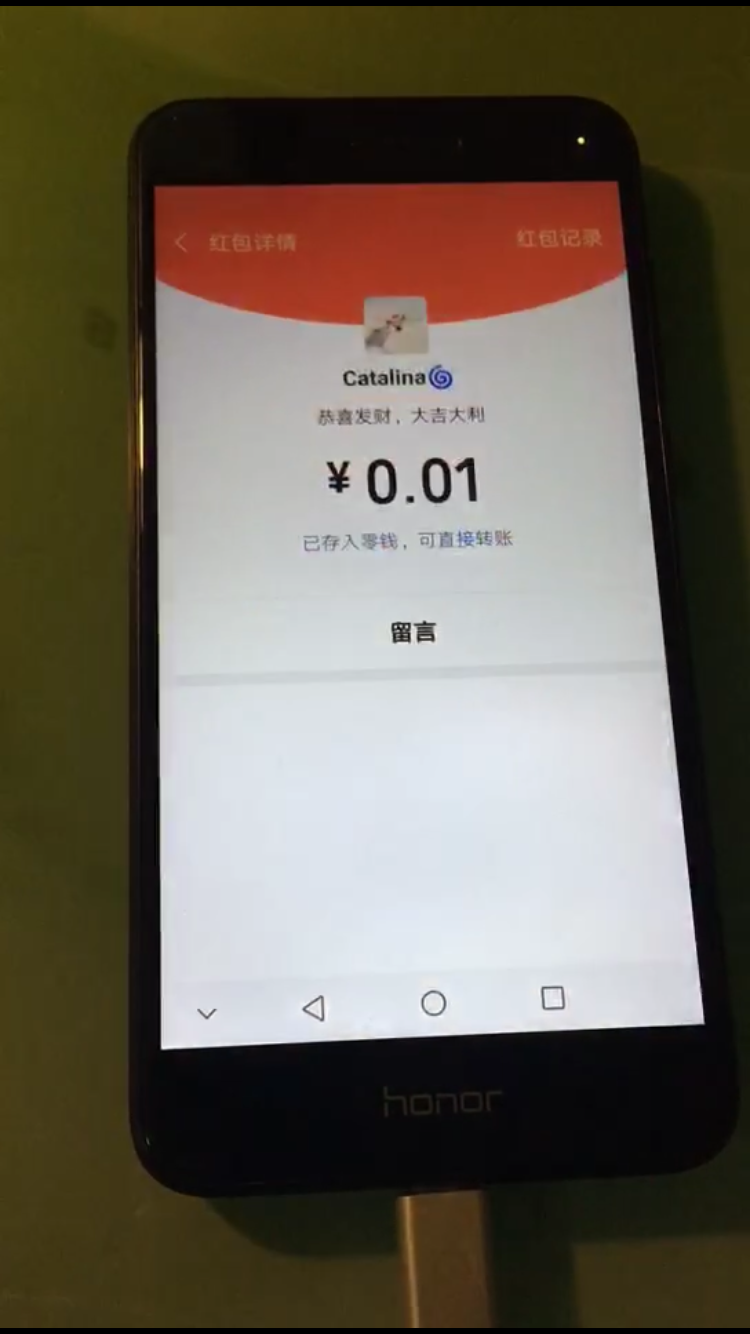 红包详情 红包记录
Catalina🌀
恭喜发财，大吉大利
¥0.01
已存入零钱，可直接转账
留言
honor